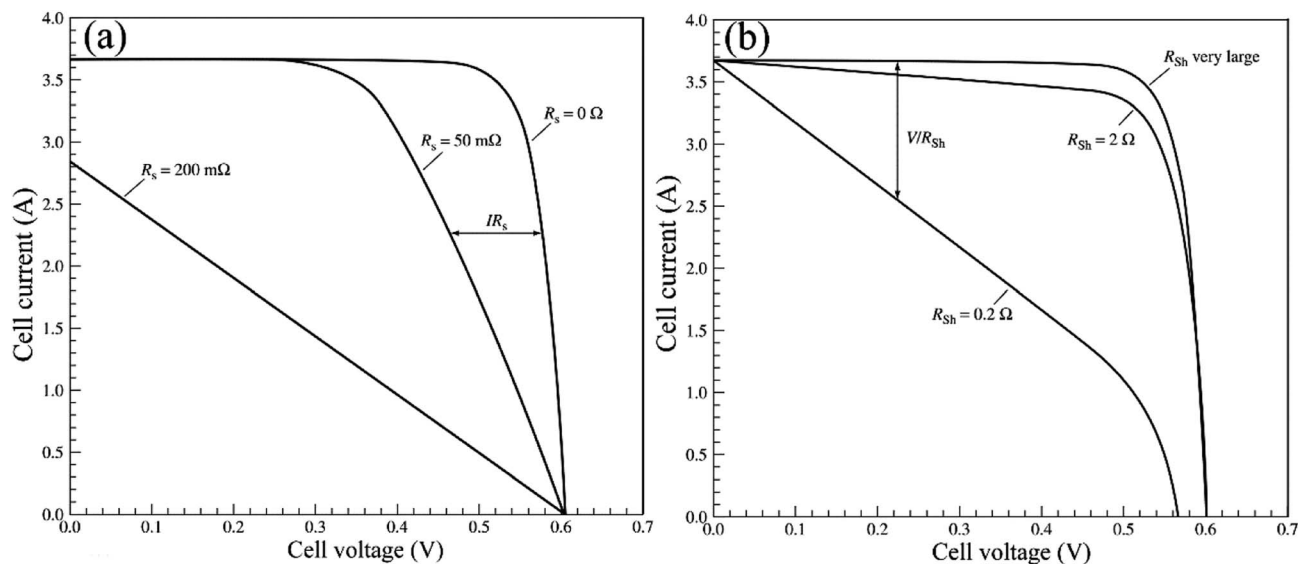 (a)
4.0
3.5
3.0
2.5
2.0
1.5
1.0
0.5
0.0
Cell current (A)
R_s = 0 Ω
R_s = 50 mΩ
R_s = 200 mΩ
IR_s
0.0 0.1 0.2 0.3 0.4 0.5 0.6 0.7
Cell voltage (V)
(b)
4.0
3.5
3.0
2.5
2.0
1.5
1.0
0.5
0.0
Cell current (A)
R_Sh very large
R_Sh = 2 Ω
V/R_Sh
R_Sh = 0.2 Ω
0.0 0.1 0.2 0.3 0.4 0.5 0.6 0.7
Cell voltage (V)